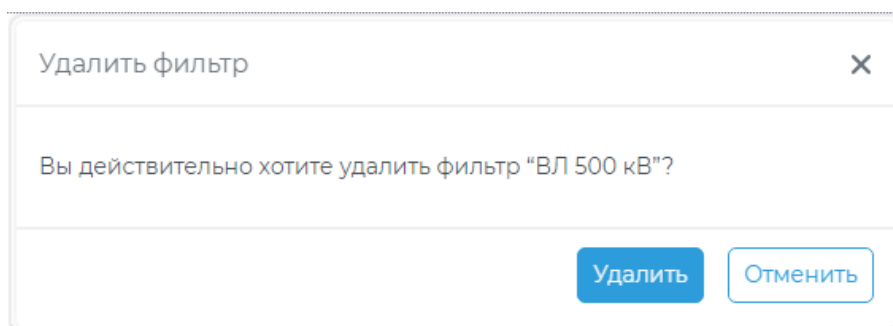 Удалить фильтр
Вы действительно хотите удалить фильтр “ВЛ 500 кВ”?
Удалить Отменить